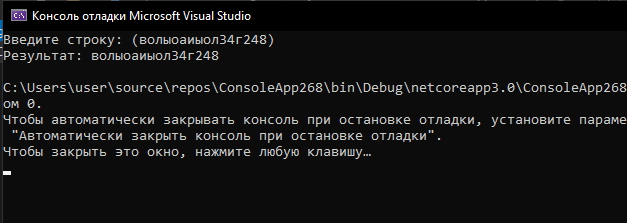 Консоль отладки Microsoft Visual Studio
Введите строку: (волыоаиыол34г248)
Результат: волыоаиыол34г248
C:\Users\user\source\repos\ConsoleApp268\bin\Debug\netcoreapp3.0\ConsoleApp268
ом 0.
Чтобы автоматически закрывать консоль при остановке отладки, установите параме
"Автоматически закрыть консоль при остановке отладки".
Чтобы закрыть это окно, нажмите любую клавишу…